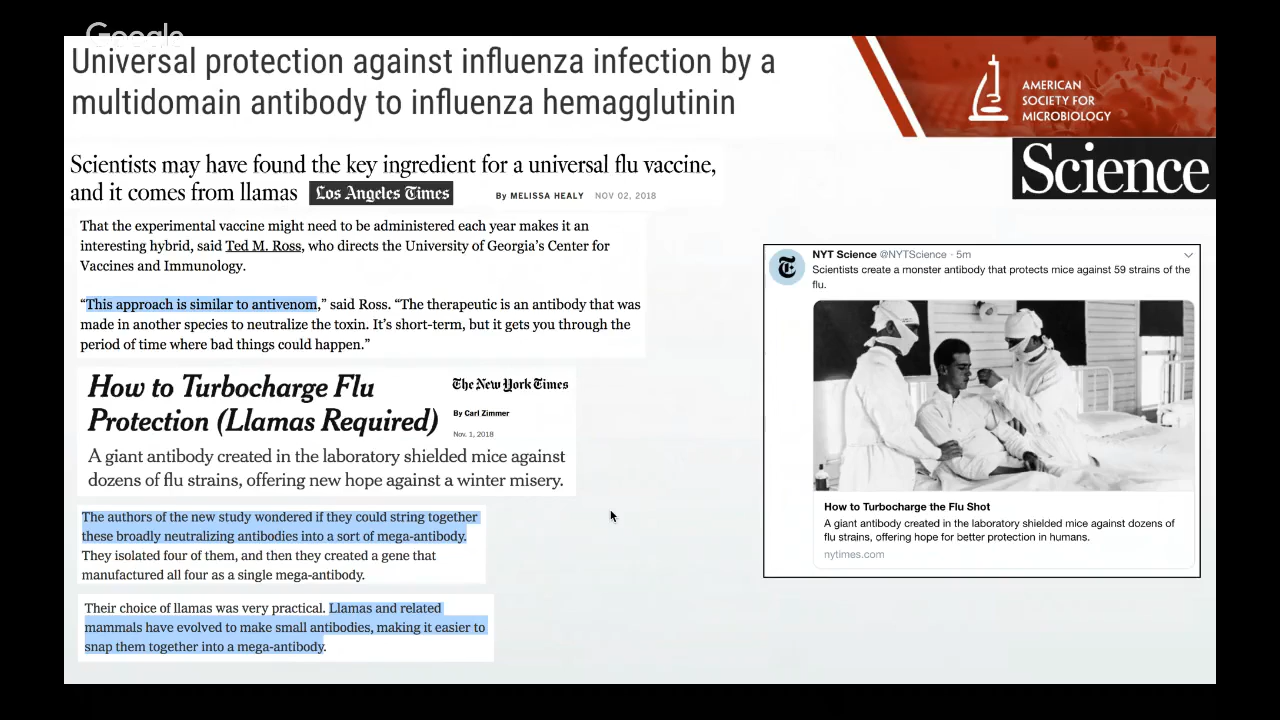 Google
Universal protection against influenza infection by a
multidomain antibody to influenza hemagglutinin
AMERICAN
SOCIETY FOR
MICROBIOLOGY
Science
Scientists may have found the key ingredient for a universal flu vaccine,
and it comes from llamas Los Angeles Times By MELISSA HEALY NOV 02, 2018
That the experimental vaccine might need to be administered each year makes it an
interesting hybrid, said Ted M. Ross, who directs the University of Georgia's Center for
Vaccines and Immunology.
“This approach is similar to antivenom,” said Ross. “The therapeutic is an antibody that was
made in another species to neutralize the toxin. It's short-term, but it gets you through the
period of time where bad things could happen.”
How to Turbocharge Flu
Protection (Llamas Required)
The New York Times
By Carl Zimmer
Nov. 1, 2018
A giant antibody created in the laboratory shielded mice against
dozens of flu strains, offering new hope against a winter misery.
The authors of the new study wondered if they could string together
these broadly neutralizing antibodies into a sort of mega-antibody.
They isolated four of them, and then they created a gene that
manufactured all four as a single mega-antibody.
Their choice of llamas was very practical. Llamas and related
mammals have evolved to make small antibodies, making it easier to
snap them together into a mega-antibody.
NYT Science @NYTScience · 5m
Scientists create a monster antibody that protects mice against 59 strains of the
flu.
How to Turbocharge the Flu Shot
A giant antibody created in the laboratory shielded mice against dozens of
flu strains, offering hope for better protection in humans.
nytimes.com